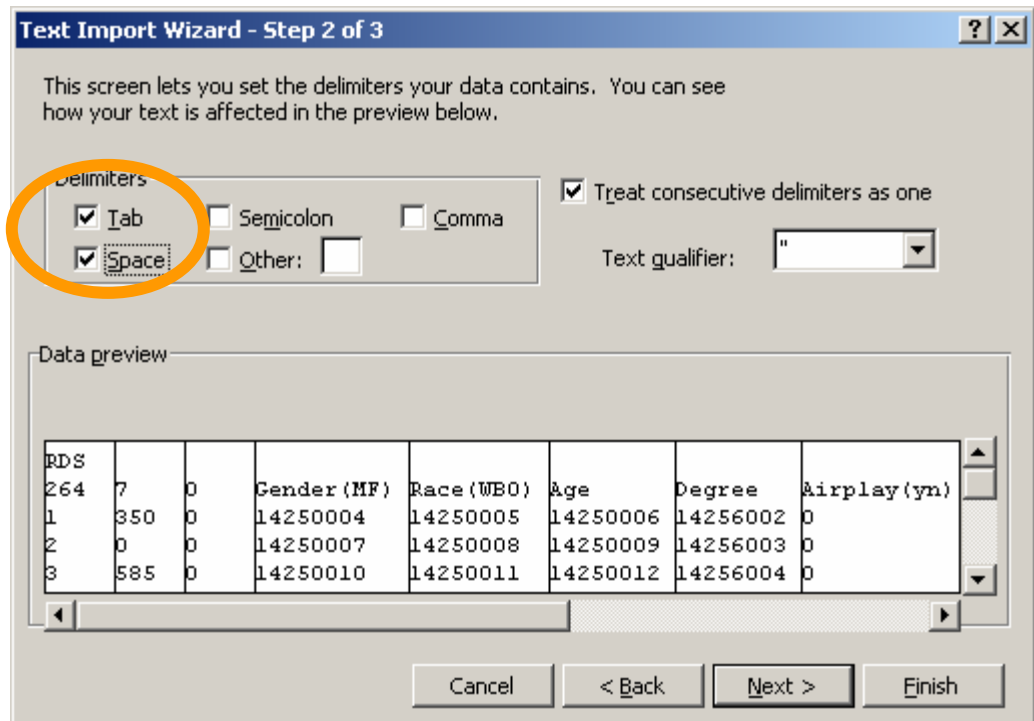 Text Import Wizard - Step 2 of 3
This screen lets you set the delimiters your data contains. You can see
how your text is affected in the preview below.
Delimiters
Tab Semicolon Comma
Space Other:
Treat consecutive delimiters as one
Text qualifier: "
Data preview
RDS
264 7 0 Gender(MF) Race(WBO) Age Degree Airplay(yn)
1 350 0 14250004 14250005 14250006 14256002 0
2 0 0 14250007 14250008 14250009 14256003 0
3 585 0 14250010 14250011 14250012 14256004 0
Cancel < Back Next > Finish